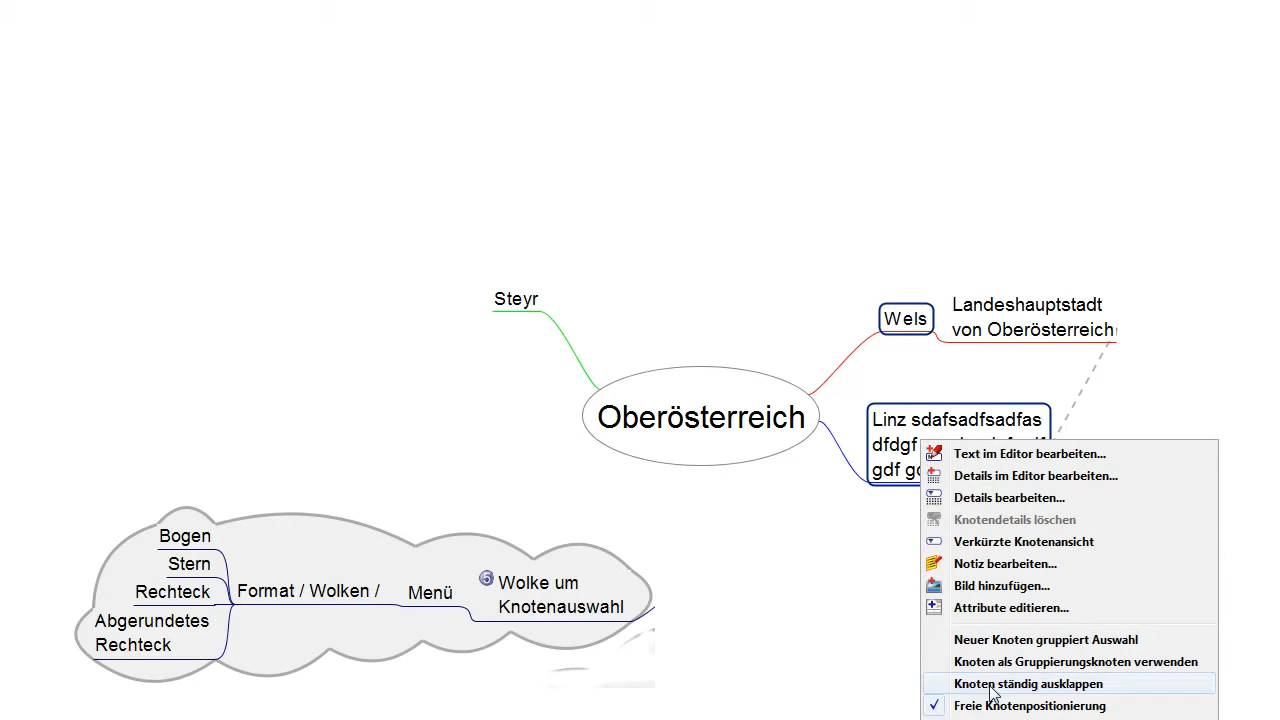 Steyr
Wels
Landeshauptstadt
von Oberösterreich
Oberösterreich
Linz sdafsadfsadfas
dfdgf
gdf
Bogen
Stern
Rechteck
Abgerundetes
Rechteck
Format / Wolken /
Menü
5
Wolke um
Knotenauswahl
Text im Editor bearbeiten...
Details im Editor bearbeiten...
Details bearbeiten...
Knotendetails löschen
Verkürzte Knotenansicht
Notiz bearbeiten...
Bild hinzufügen...
Attribute editieren...
Neuer Knoten gruppiert Auswahl
Knoten als Gruppierungsknoten verwenden
Knoten ständig ausklappen
Freie Knotenpositionierung